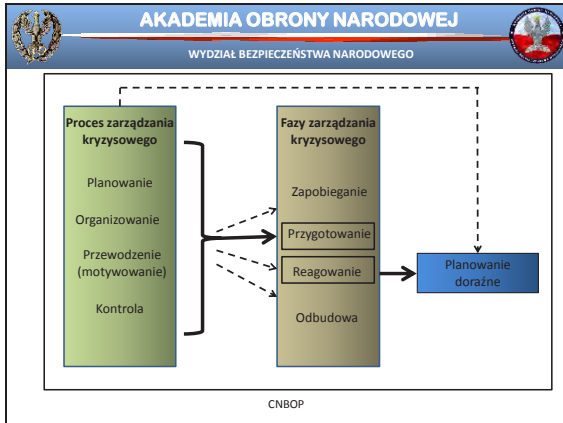 AKADEMIA OBRONY NARODOWEJ
WYDZIAŁ BEZPIECZEŃSTWA NARODOWEGO
Proces zarządzania
kryzysowego
Planowanie
Organizowanie
Przewodzenie
(motywowanie)
Kontrola
Fazy zarządzania
kryzysowego
Zapobieganie
Przygotowanie
Reagowanie
Odbudowa
Planowanie
doraźne
CNBOP